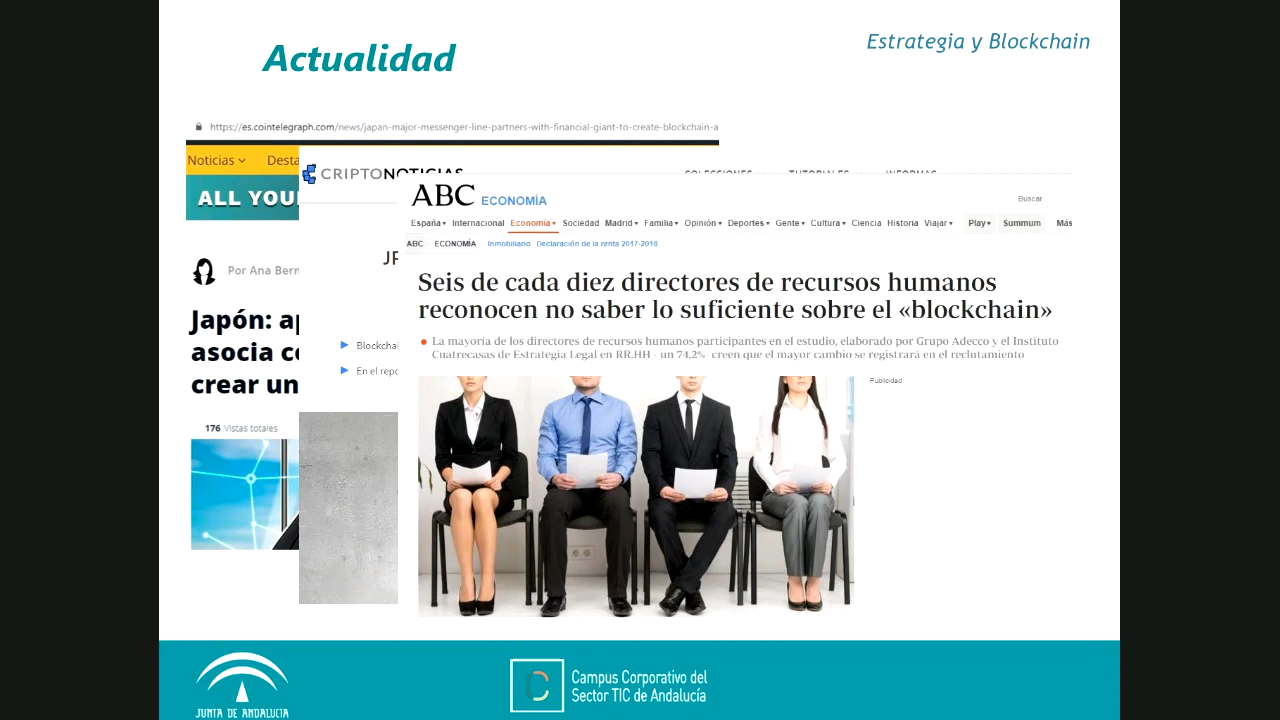 Actualidad
Estrategia y Blockchain
https://es.cointelegraph.com/news/japan-major-messenger-line-partners-with-financial-giant-to-create-blockchain-a
Noticias
Desta
ALL YOU
Por Ana Bern
Japón: a
asocia c
crear un
176 Vistas totales
CRIPTONOTICIAS
COLECCIONES TUTORIALES INFORMAS
Blockchai
En el repo
ABC ECONOMÍA
Buscar
España Internacional Economía Sociedad Madrid Familia Opinión Deportes Gente Cultura Ciencia Historia Viajar Play Summum Más
ABC ECONOMÍA Inmobiliario Declaración de la renta 2017-2018
Seis de cada diez directores de recursos humanos
reconocen no saber lo suficiente sobre el «blockchain»
La mayoría de los directores de recursos humanos participantes en el estudio, elaborado por Grupo Adecco y el Instituto
Cuatrecasas de Estrategia Legal en RR.HH - un 74,2%- creen que el mayor cambio se registrará en el reclutamiento
Publicidad
JUNTA DE ANDALUCIA
Campus Corporativo del
Sector TIC de Andalucía